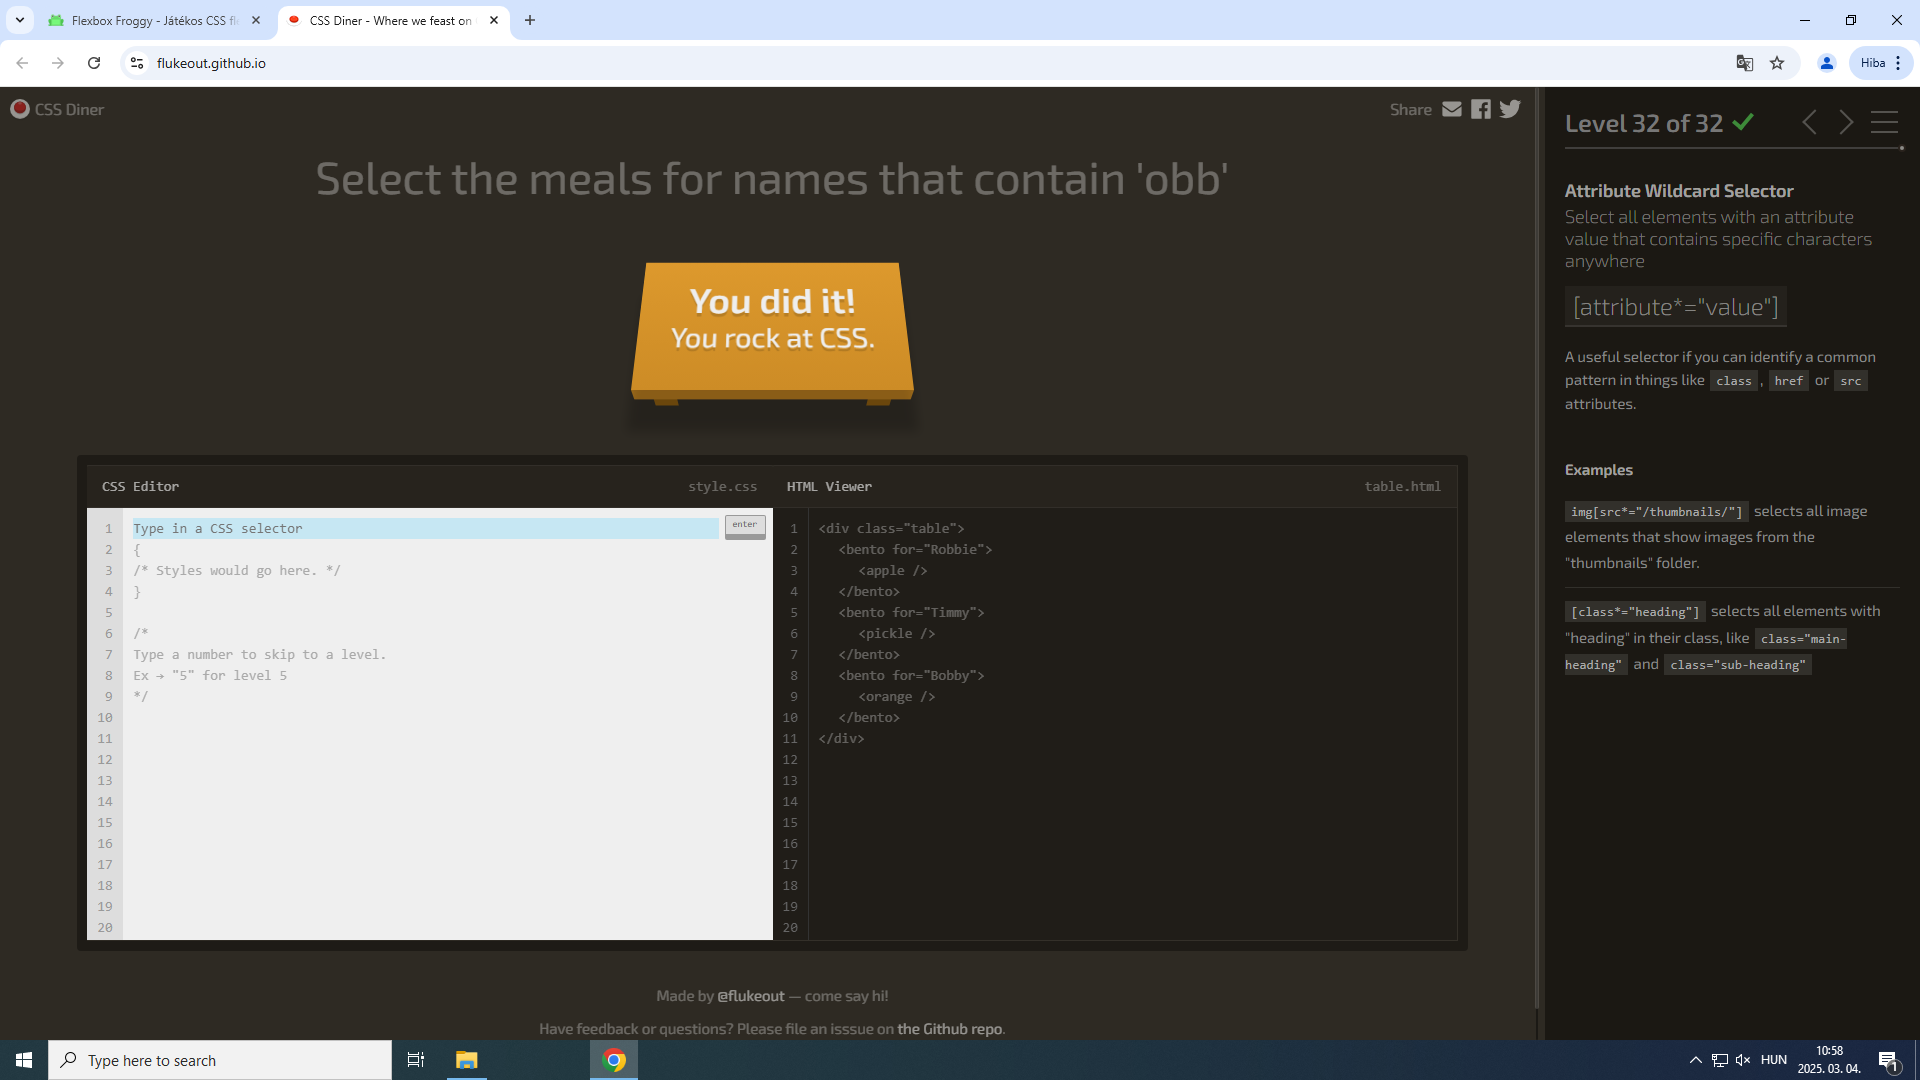 Flexbox Froggy - Játékos CSS fl
CSS Diner - Where we feast on
flukeout.github.io
Hiba
CSS Diner
Share
Select the meals for names that contain 'obb'
You did it!
You rock at CSS.
CSS Editor
style.css
HTML Viewer
table.html
1 Type in a CSS selector
enter
2 {
3 /* Styles would go here. */
4 }
5
6 /*
7 Type a number to skip to a level.
8 Ex → "5" for level 5
9 */
10
11
12
13
14
15
16
17
18
19
20
1 <div class="table">
2 <bento for="Robbie">
3 <apple />
4 </bento>
5 <bento for="Timmy">
6 <pickle />
7 </bento>
8 <bento for="Bobby">
9 <orange />
10 </bento>
11 </div>
12
13
14
15
16
17
18
19
20
Made by @flukeout — come say hi!
Have feedback or questions? Please file an isssue on the Github repo.
Level 32 of 32
Attribute Wildcard Selector
Select all elements with an attribute
value that contains specific characters
anywhere
[attribute*="value"]
A useful selector if you can identify a common
pattern in things like class , href or src
attributes.
Examples
img[src*="/thumbnails/"] selects all image
elements that show images from the
"thumbnails" folder.
[class*="heading"] selects all elements with
"heading" in their class, like class="main-
heading" and class="sub-heading"
Type here to search
HUN
10:58
2025. 03. 04.
1